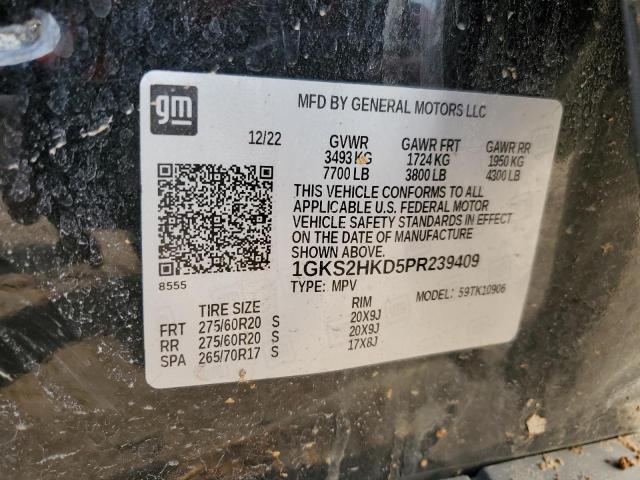 gm
MFD BY GENERAL MOTORS LLC
12/22 GVWR GAWR FRT GAWR RR
3493 KG 1724 KG 1950 KG
7700 LB 3800 LB 4300 LB
THIS VEHICLE CONFORMS TO ALL
APPLICABLE U.S. FEDERAL MOTOR
VEHICLE SAFETY STANDARDS IN EFFECT
ON THE DATE OF MANUFACTURE
SHOWN ABOVE.
1GKS2HKD5PR239409
8555
TYPE: MPV MODEL: 59TK10906
TIRE SIZE RIM
FRT 275/60R20 S 20X9J
RR 275/60R20 S 20X9J
SPA 265/70R17 S 17X8J